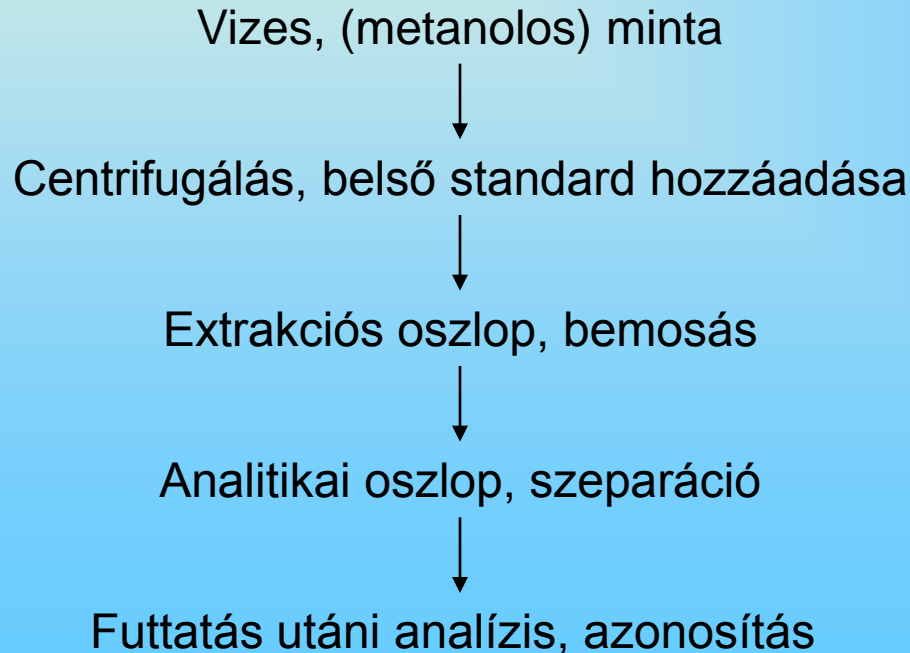 Vizes, (metanolos) minta
Centrifugálás, belső standard hozzáadása
Extrakciós oszlop, bemosás
Analitikai oszlop, szeparáció
Futtatás utáni analízis, azonosítás